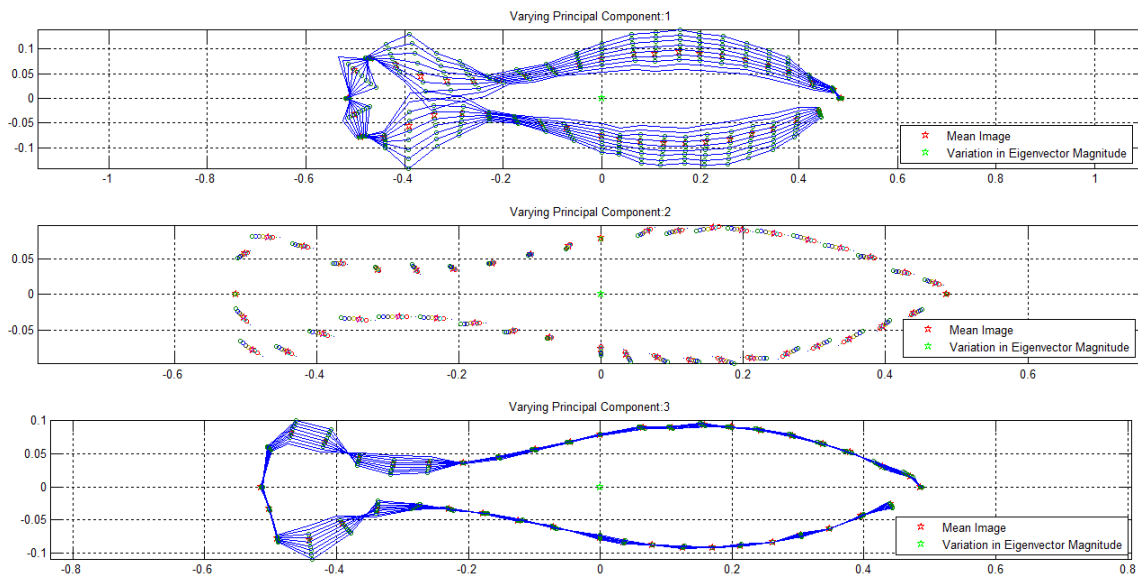 Varying Principal Component:1
0.1
0.05
0
-0.05
-0.1
Mean Image
Variation in Eigenvector Magnitude
-1 -0.8 -0.6 -0.4 -0.2 0 0.2 0.4 0.6 0.8 1
Varying Principal Component:2
0.05
0
-0.05
Mean Image
Variation in Eigenvector Magnitude
-0.6 -0.4 -0.2 0 0.2 0.4 0.6
Varying Principal Component:3
0.1
0.05
0
-0.05
-0.1
Mean Image
Variation in Eigenvector Magnitude
-0.8 -0.6 -0.4 -0.2 0 0.2 0.4 0.6 0.8